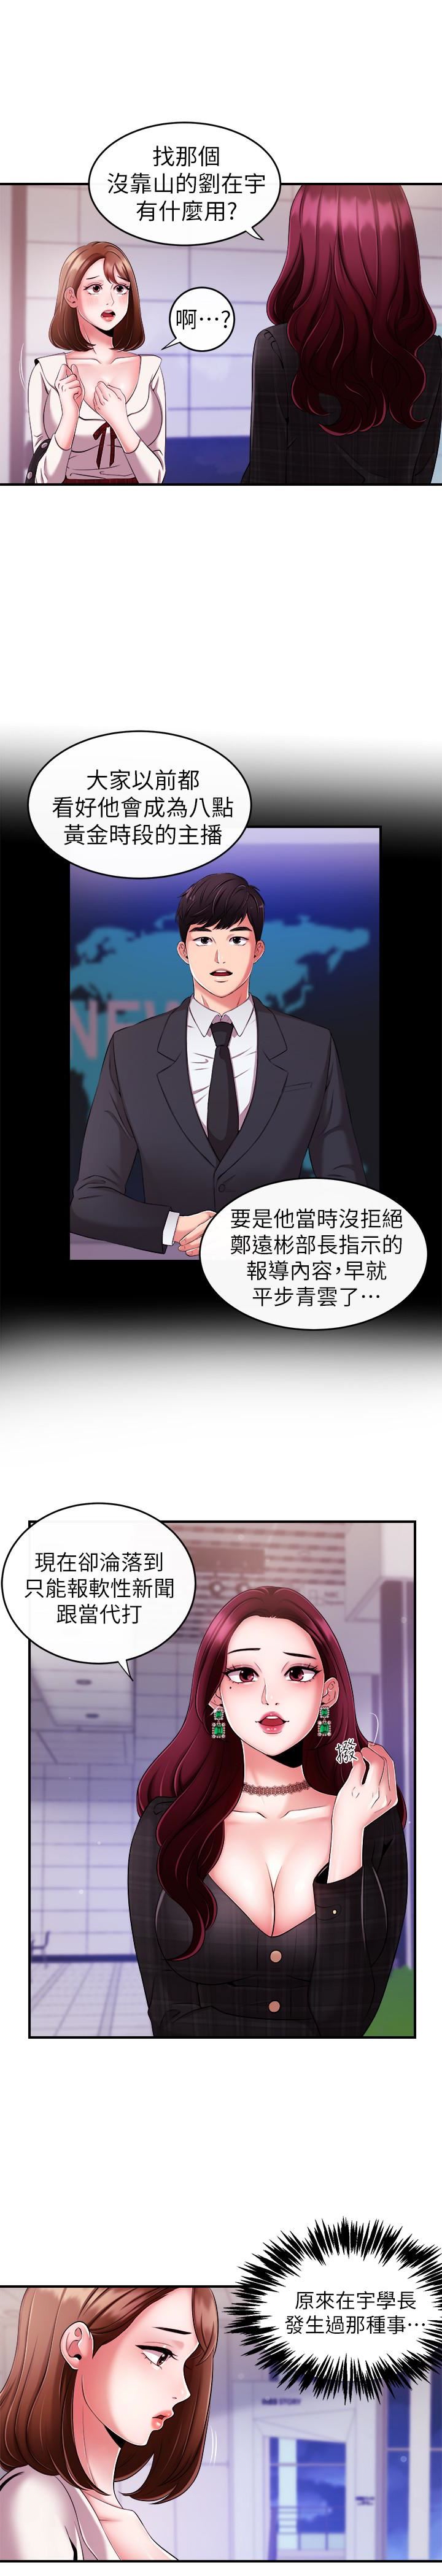 找那個
沒靠山的劉在宇
有什麼用?
啊…?
大家以前都
看好他會成為八點
黃金時段的主播
NEW
要是他當時沒拒絕
鄭遠彬部長指示的
報導內容，早就
平步青雲了…
現在卻淪落到
只能報軟性新聞
跟當代打
撥
原來在宇學長
發生過那種事…
STORY